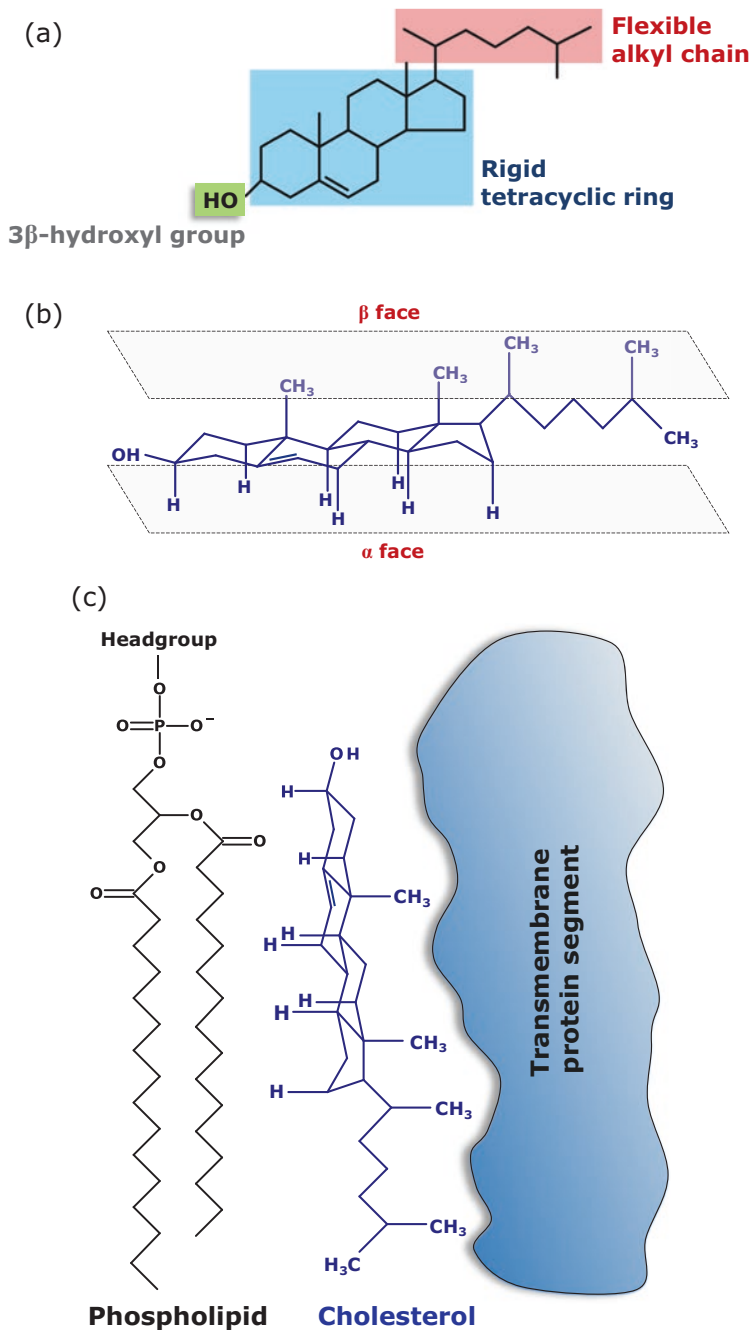 (a)
Flexible
alkyl chain
HO
Rigid
tetracyclic ring
3β-hydroxyl group
(b)
β face
CH₃
CH₃
CH₃
CH₃
CH₃
OH
H
H
H
H
H
H
H
α face
(c)
Headgroup
O
O=P-O⁻
O
O
O
O
O
OH
H
H
CH₃
H
H
H
H
CH₃
H
CH₃
CH₃
H₃C
Transmembrane
protein segment
Phospholipid
Cholesterol